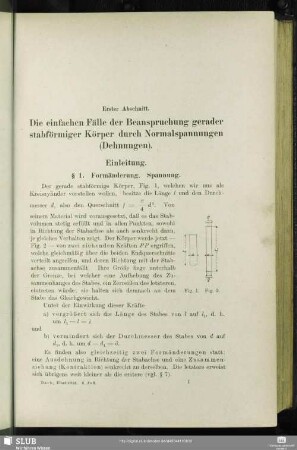 Erster Abschnitt.
Die einfachen Fälle der Beanspruchung gerader
stabförmiger Körper durch Normalspannungen
(Dehnungen).
Einleitung.
§ 1. Formänderung. Spannung.
Der gerade stabförmige Körper, Fig. 1, welchen wir uns als
Kreiszylinder vorstellen wollen, besitze die Länge l und den Durch-
messer d, also den Querschnitt f = π/4 d². Von
seinem Material wird vorausgesetzt, daß es das Stab-
volumen stetig erfüllt und in allen Punkten, sowohl
in Richtung der Stabachse als auch senkrecht dazu,
je gleiches Verhalten zeigt. Der Körper werde jetzt —
Fig. 2 — von zwei ziehenden Kräften PP ergriffen,
welche gleichmäßig über die beiden Endquerschnitte
verteilt angreifen, und deren Richtung mit der Stab-
achse zusammenfällt. Ihre Größe liege unterhalb
der Grenze, bei welcher eine Aufhebung des Zu-
sammenhanges des Stabes, ein Zerreißen des letzteren,
eintreten würde; sie halten sich demnach an dem
Stabe das Gleichgewicht.
Fig. 1. Fig. 2.
Unter der Einwirkung dieser Kräfte
a) vergrößert sich die Länge des Stabes von l auf l₁, d. h.
um l₁ — l = λ
und
b) vermindert sich der Durchmesser des Stabes von d auf
d₁, d. h. um d — d₁ = δ.
Es finden also gleichzeitig zwei Formänderungen statt:
eine Ausdehnung in Richtung der Stabachse und eine Zusammen-
ziehung (Kontraktion) senkrecht zu derselben. Die letztere erweist
sich übrigens weit kleiner als die erstere (vgl. § 7).
1
SLUB